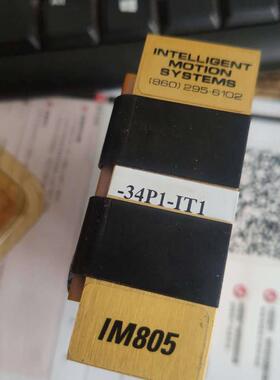 INTELLIGENT
MOTION
SYSTEMS
(860) 295-6102
-34P1-IT1
IM805